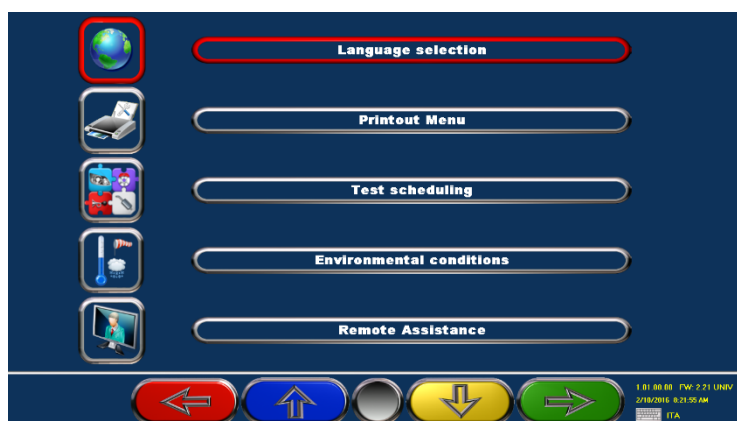 Language selection
Printout Menu
Test scheduling
Environmental conditions
Remote Assistance
1.01.00.00 FW: 2.21 UNIV
2/18/2016 8:21:55 AM
ITA